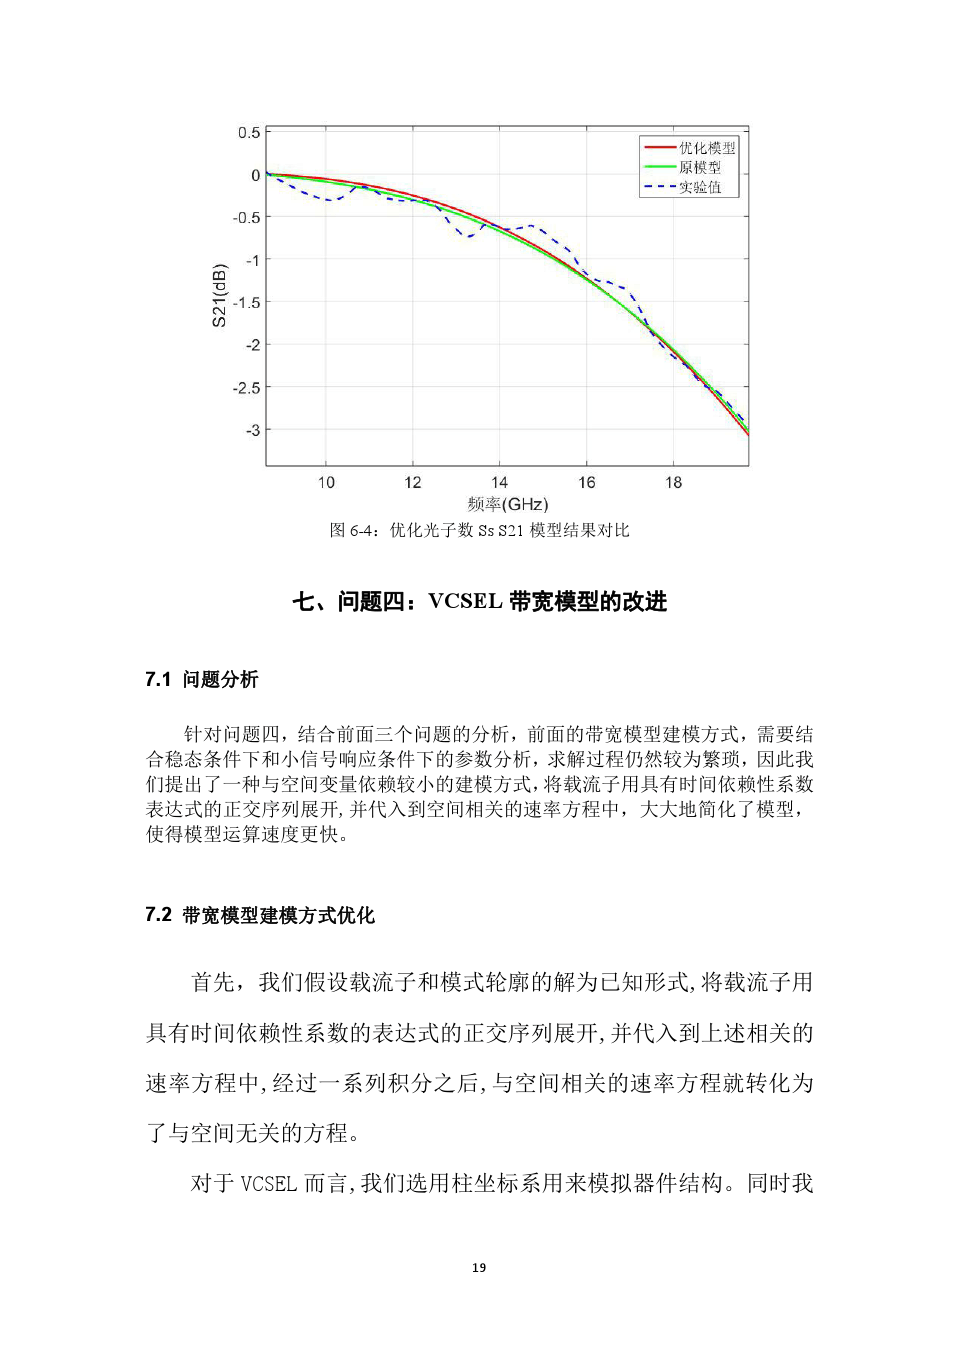 0.5
0
-0.5
-1
-1.5
-2
-2.5
-3
S21(dB)
优化模型
原模型
实验值
10 12 14 16 18
频率(GHz)
图 6-4：优化光子数 Ss S21 模型结果对比
七、问题四：VCSEL 带宽模型的改进
7.1 问题分析
针对问题四，结合前面三个问题的分析，前面的带宽模型建模方式，需要结
合稳态条件下和小信号响应条件下的参数分析，求解过程仍然较为繁琐，因此我
们提出了一种与空间变量依赖较小的建模方式，将载流子用具有时间依赖性系数
表达式的正交序列展开,并代入到空间相关的速率方程中，大大地简化了模型，
使得模型运算速度更快。
7.2 带宽模型建模方式优化
首先，我们假设载流子和模式轮廓的解为已知形式,将载流子用
具有时间依赖性系数的表达式的正交序列展开,并代入到上述相关的
速率方程中,经过一系列积分之后,与空间相关的速率方程就转化为
了与空间无关的方程。
对于 VCSEL 而言,我们选用柱坐标系用来模拟器件结构。同时我
19